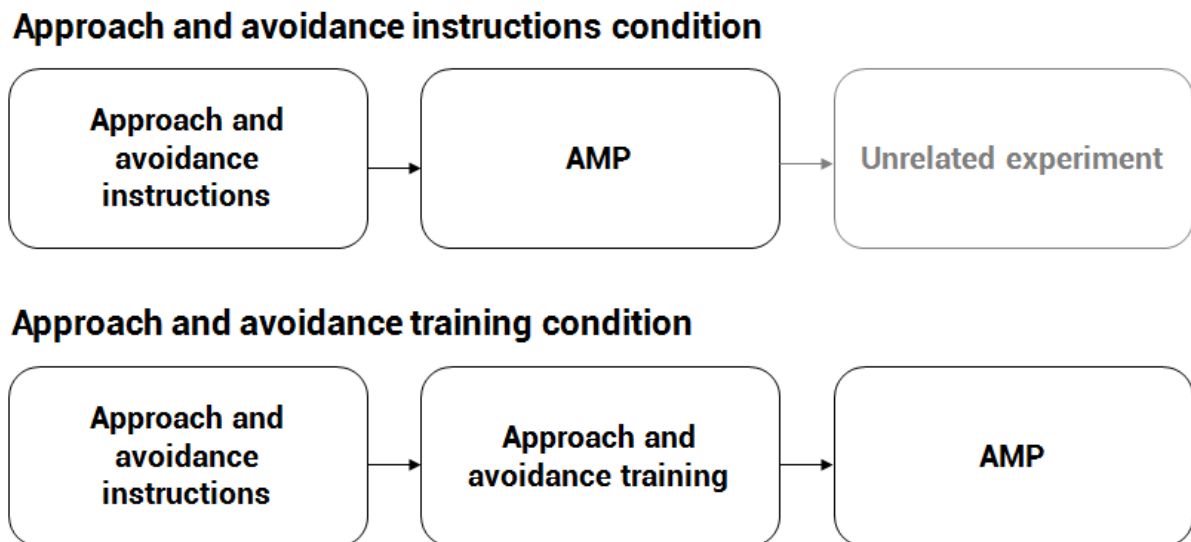 Approach and avoidance instructions condition
Approach and
avoidance
instructions
AMP
Unrelated experiment
Approach and avoidance training condition
Approach and
avoidance
instructions
Approach and
avoidance training
AMP